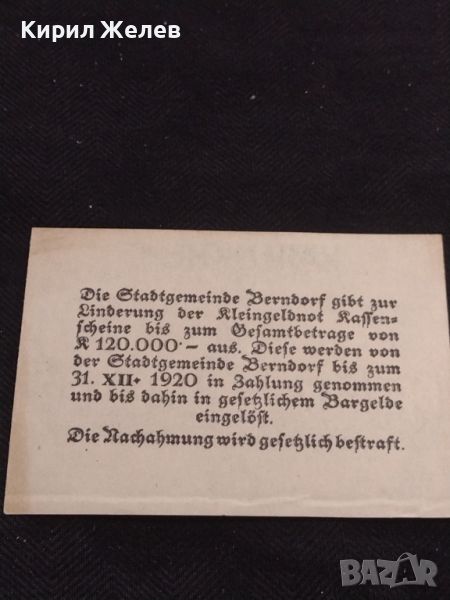 Кирил Желев
Die Stadtgemeinde Berndorf gibt zur
Linderung der Kleingeldnot Kassen-
scheine bis zum Gesamtbetrage von
K 120.000·– aus. Diese werden von
der Stadtgemeinde Berndorf bis zum
31. XII. 1920 in Zahlung genommen
und bis dahin in gesetzlichem Bargelde
eingelöst.
Die Nachahmung wird gesetzlich bestraft.
BAZAR